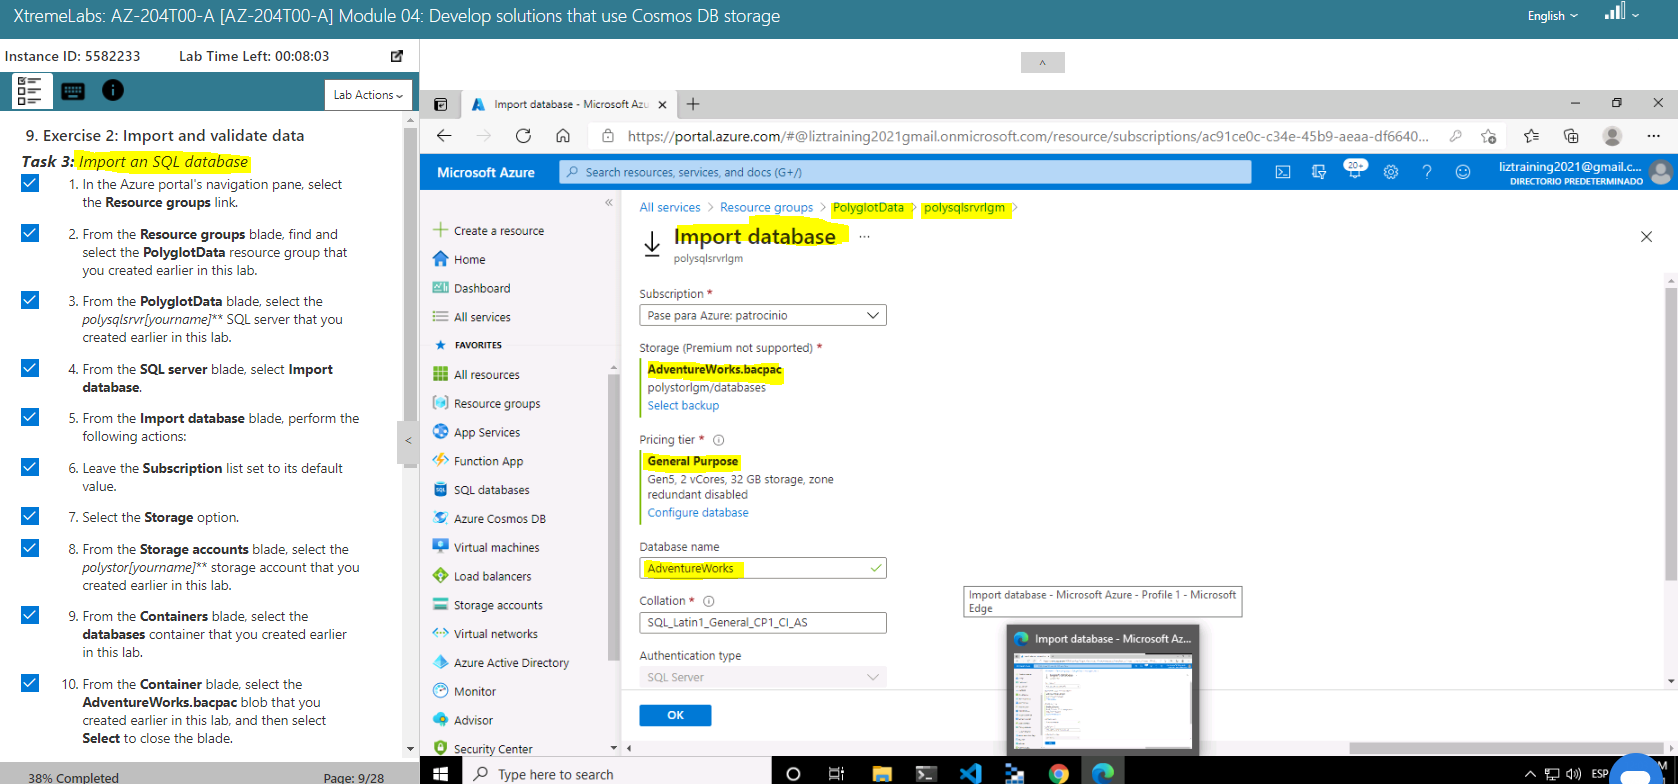 XtremeLabs: AZ-204T00-A [AZ-204T00-A] Module 04: Develop solutions that use Cosmos DB storage
English
Instance ID: 5582233
Lab Time Left: 00:08:03
Lab Actions
9. Exercise 2: Import and validate data
Task 3: Import an SQL database
1. In the Azure portal's navigation pane, select
the Resource groups link.
2. From the Resource groups blade, find and
select the PolyglotData resource group that
you created earlier in this lab.
3. From the PolyglotData blade, select the
polysqlsrvr[yourname]** SQL server that you
created earlier in this lab.
4. From the SQL server blade, select Import
database.
5. From the Import database blade, perform the
following actions:
6. Leave the Subscription list set to its default
value.
7. Select the Storage option.
8. From the Storage accounts blade, select the
polystor[yourname]** storage account that you
created earlier in this lab.
9. From the Containers blade, select the
databases container that you created earlier
in this lab.
10. From the Container blade, select the
AdventureWorks.bacpac blob that you
created earlier in this lab, and then select
Select to close the blade.
38% Completed
Page: 9/28
Import database - Microsoft Azu
https://portal.azure.com/#@liztraining2021gmail.onmicrosoft.com/resource/subscriptions/ac91ce0c-c34e-45b9-aeaa-df6640...
Microsoft Azure
Search resources, services, and docs (G+/)
20+
liztraining2021@gmail.c...
DIRECTORIO PREDETERMINADO
Create a resource
Home
Dashboard
All services
FAVORITES
All resources
Resource groups
App Services
Function App
SQL databases
Azure Cosmos DB
Virtual machines
Load balancers
Storage accounts
Virtual networks
Azure Active Directory
Monitor
Advisor
Security Center
All services > Resource groups > PolyglotData > polysqlsrvrlgm >
Import database ...
polysqlsrvrlgm
Subscription *
Pase para Azure: patrocinio
Storage (Premium not supported) *
AdventureWorks.bacpac
polystorlgm/databases
Select backup
Pricing tier *
General Purpose
Gen5, 2 vCores, 32 GB storage, zone
redundant disabled
Configure database
Database name
AdventureWorks
Collation *
SQL_Latin1_General_CP1_CI_AS
Authentication type
SQL Server
OK
Import database - Microsoft Azure - Profile 1 - Microsoft
Edge
Import database - Microsoft Az...
Type here to search
ESP